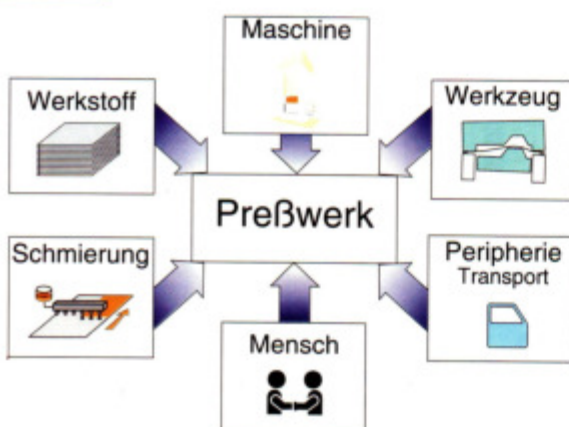 Maschine
Werkstoff
Werkzeug
Preßwerk
Schmierung
Peripherie
Transport
Mensch